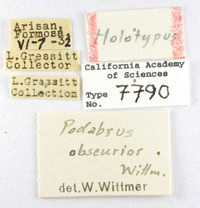 Arisan,
Formosa
VI-7-32
L. Gressitt
Collector
L. Gressitt
Collection
Holotypus
California Academy
of Sciences
Type
No. 7790
Podabrus
obscurior
Wittm.
det. W. Wittmer